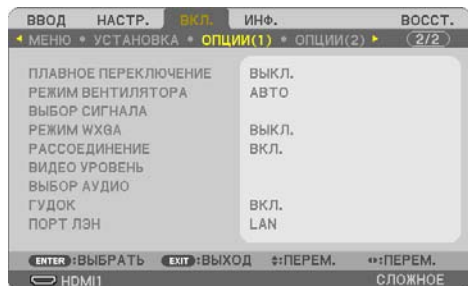 ВВОД НАСТР. ВКЛ. ИНФ. ВОССТ.
МЕНЮ • УСТАНОВКА • ОПЦИИ(1) • ОПЦИИ(2) 2/2
ПЛАВНОЕ ПЕРЕКЛЮЧЕНИЕ ВЫКЛ.
РЕЖИМ ВЕНТИЛЯТОРА АВТО
ВЫБОР СИГНАЛА
РЕЖИМ WXGA ВЫКЛ.
РАССОЕДИНЕНИЕ ВКЛ.
ВИДЕО УРОВЕНЬ
ВЫБОР АУДИО
ГУДОК ВКЛ.
ПОРТ ЛЭН LAN
ENTER :ВЫБРАТЬ EXIT :ВЫХОД :ПЕРЕМ. :ПЕРЕМ.
HDMI1 СЛОЖНОЕ